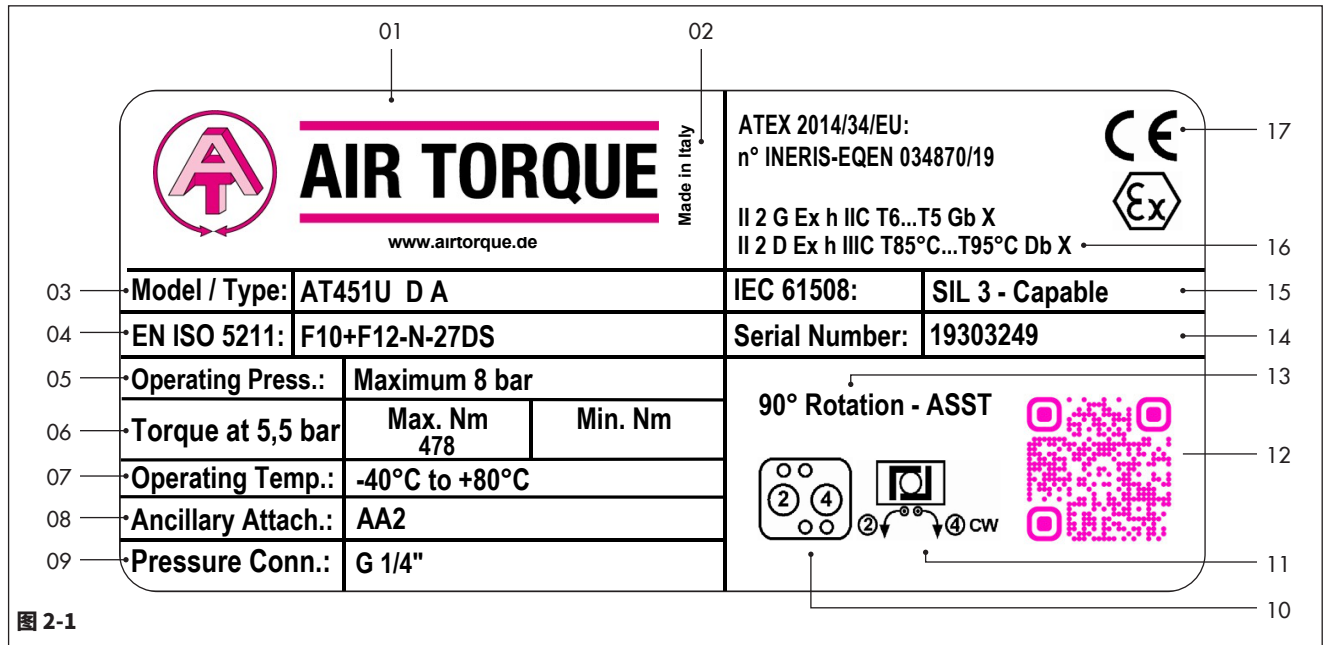 01
02
AT
AIR TORQUE
Made in Italy
www.airtorque.de
ATEX 2014/34/EU:
n° INERIS-EQEN 034870/19
CE
17
Ex
II 2 G Ex h IIC T6...T5 Gb X
II 2 D Ex h IIIC T85°C...T95°C Db X
16
03
Model / Type: AT451U D A
IEC 61508: SIL 3 - Capable
15
04
EN ISO 5211: F10+F12-N-27DS
Serial Number: 19303249
14
05
Operating Press.: Maximum 8 bar
13
90° Rotation - ASST
06
Torque at 5,5 bar
Max. Nm
478
Min. Nm
12
07
Operating Temp.: -40°C to +80°C
08
Ancillary Attach.: AA2
2 4
2 4 CW
09
Pressure Conn.: G 1/4"
11
10
图 2-1